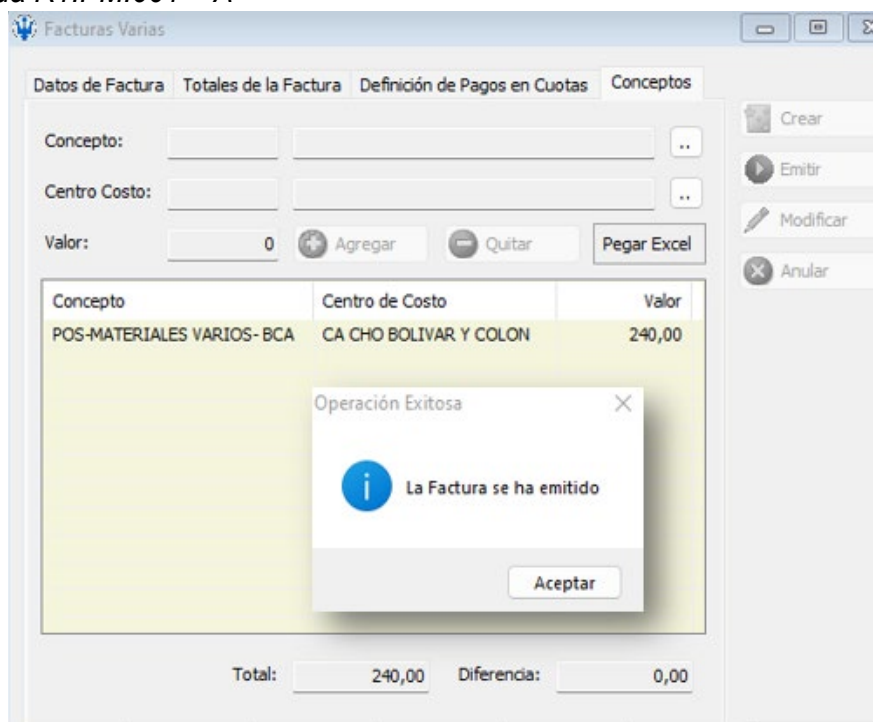 Facturas Varias
Datos de Factura Totales de la Factura Definición de Pagos en Cuotas Conceptos
Crear
Concepto: ..
Emitir
Centro Costo: ..
Modificar
Valor: 0 Agregar Quitar Pegar Excel
Anular
Concepto Centro de Costo Valor
POS-MATERIALES VARIOS- BCA CA CHO BOLIVAR Y COLON 240,00
Operación Exitosa
La Factura se ha emitido
Aceptar
Total: 240,00 Diferencia: 0,00